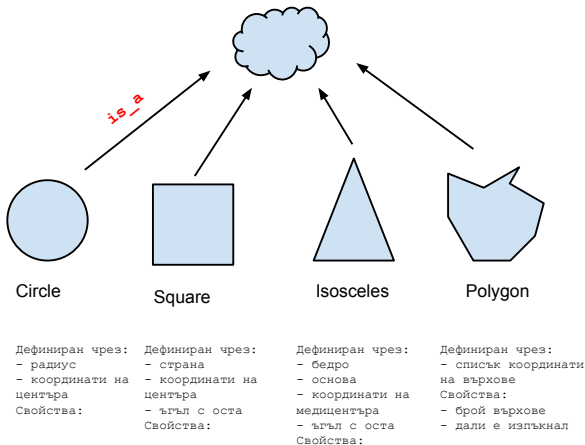 is_a
Circle
Square
Isosceles
Polygon
Дефиниран чрез:
- радиус
- координати на
центъра
Свойства:
Дефиниран чрез:
- страна
- координати на
центъра
- ъгъл с оста
Свойства:
Дефиниран чрез:
- бедро
- основа
- координати на
медицентъра
- ъгъл с оста
Свойства:
Дефиниран чрез:
- списък координати
на върхове
Свойства:
- брой върхове
- дали е изпъкнал